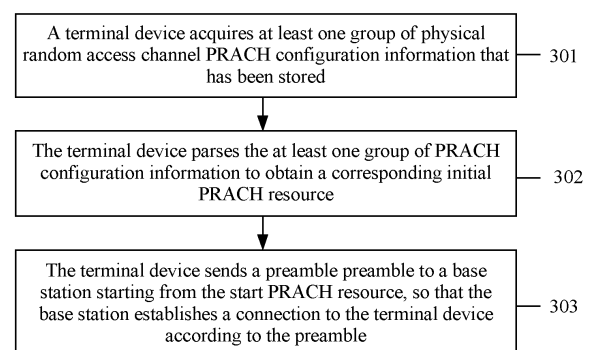 A terminal device acquires at least one group of physical
random access channel PRACH configuration information that
has been stored
301
The terminal device parses the at least one group of PRACH
configuration information to obtain a corresponding initial
PRACH resource
302
The terminal device sends a preamble preamble to a base
station starting from the start PRACH resource, so that the
base station establishes a connection to the terminal device
according to the preamble
303